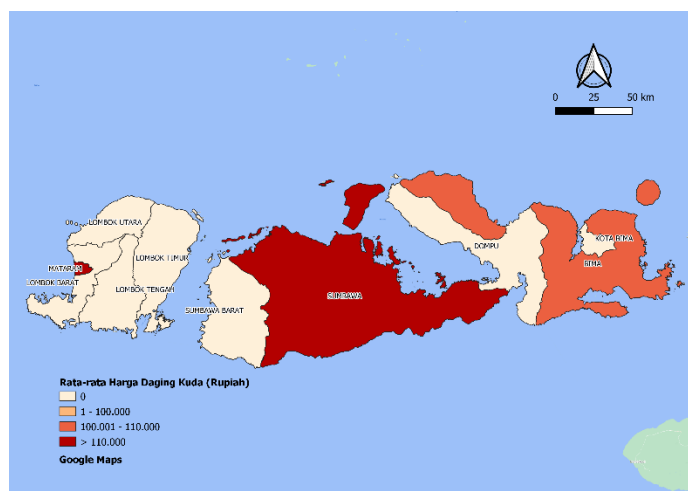 0 25 50 km
LOMBOK UTARA
LOMBOK TIMUR
MATARAM
LOMBOK BARAT
LOMBOK TENGAH
SUMBAWA BARAT
SUMBAWA
DOMPU
KOTA BIMA
BIMA
Rata-rata Harga Daging Kuda (Rupiah)
0
1 - 100.000
100.001 - 110.000
> 110.000
Google Maps